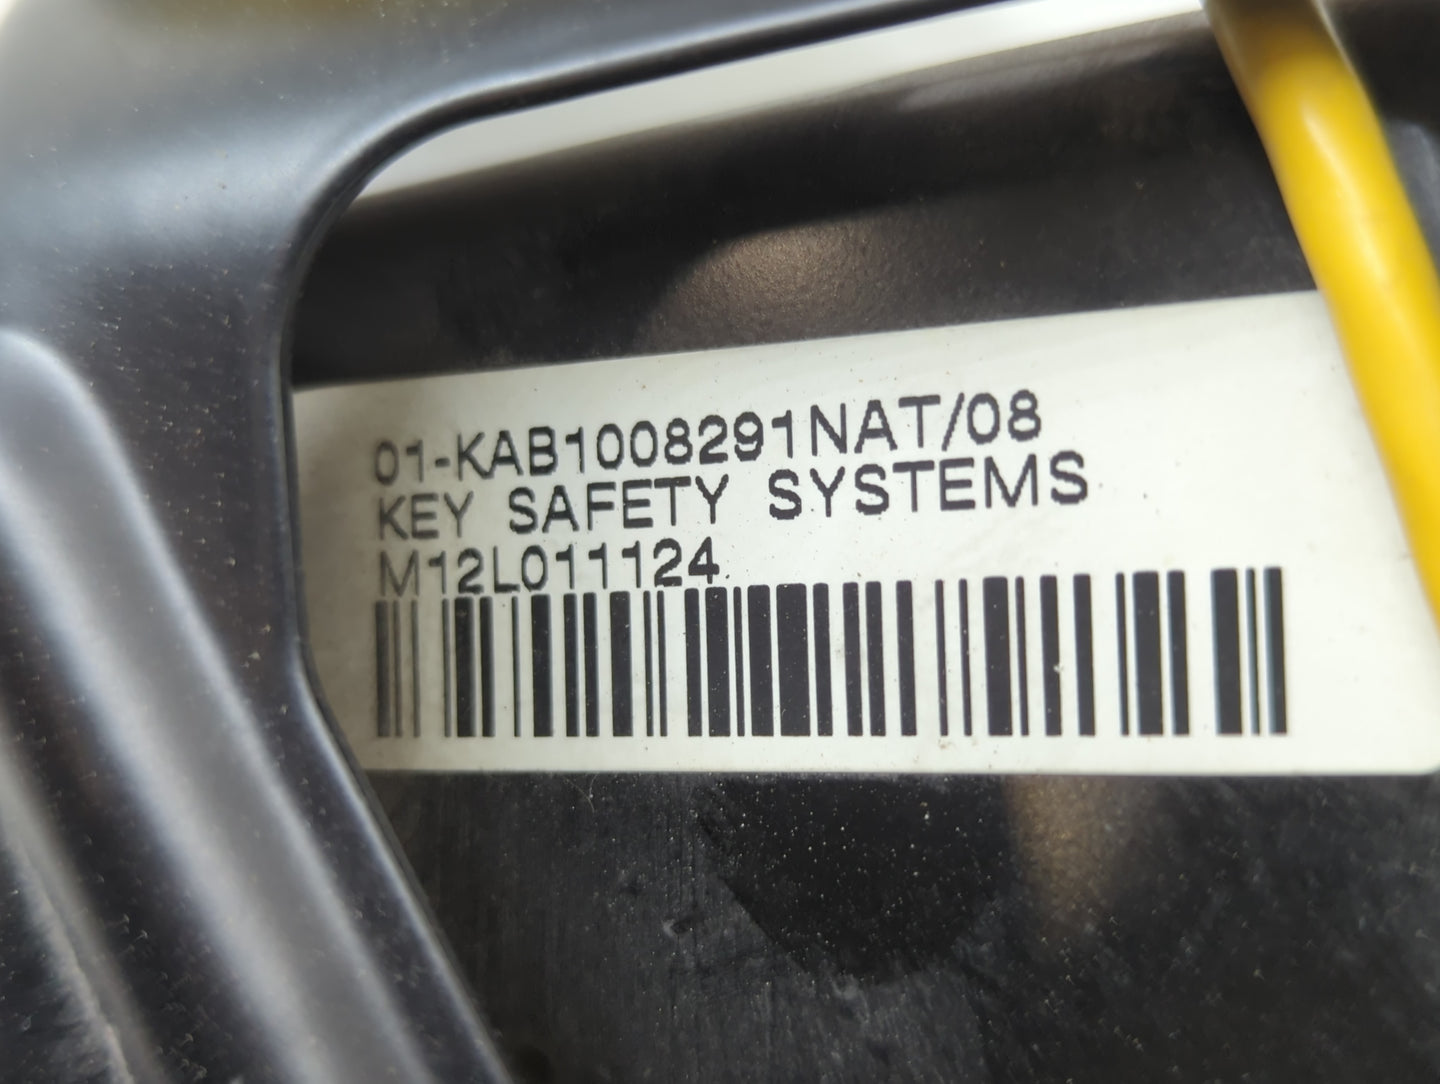 01-KAB1008291NAT/08
KEY SAFETY SYSTEMS
M12L011124